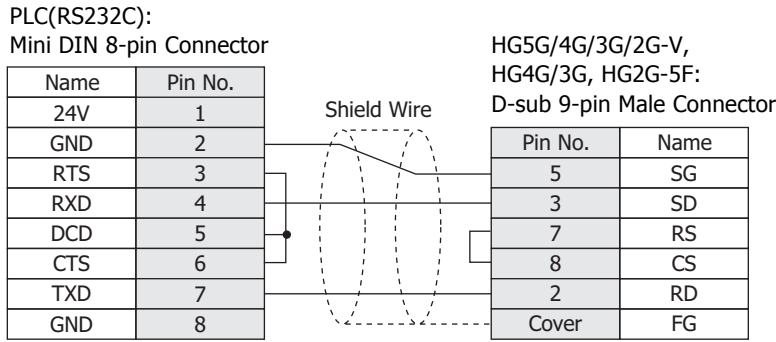 PLC(RS232C):
Mini DIN 8-pin Connector
Name Pin No.
24V 1
GND 2
RTS 3
RXD 4
DCD 5
CTS 6
TXD 7
GND 8
Shield Wire
HG5G/4G/3G/2G-V,
HG4G/3G, HG2G-5F:
D-sub 9-pin Male Connector
Pin No. Name
5 SG
3 SD
7 RS
8 CS
2 RD
Cover FG